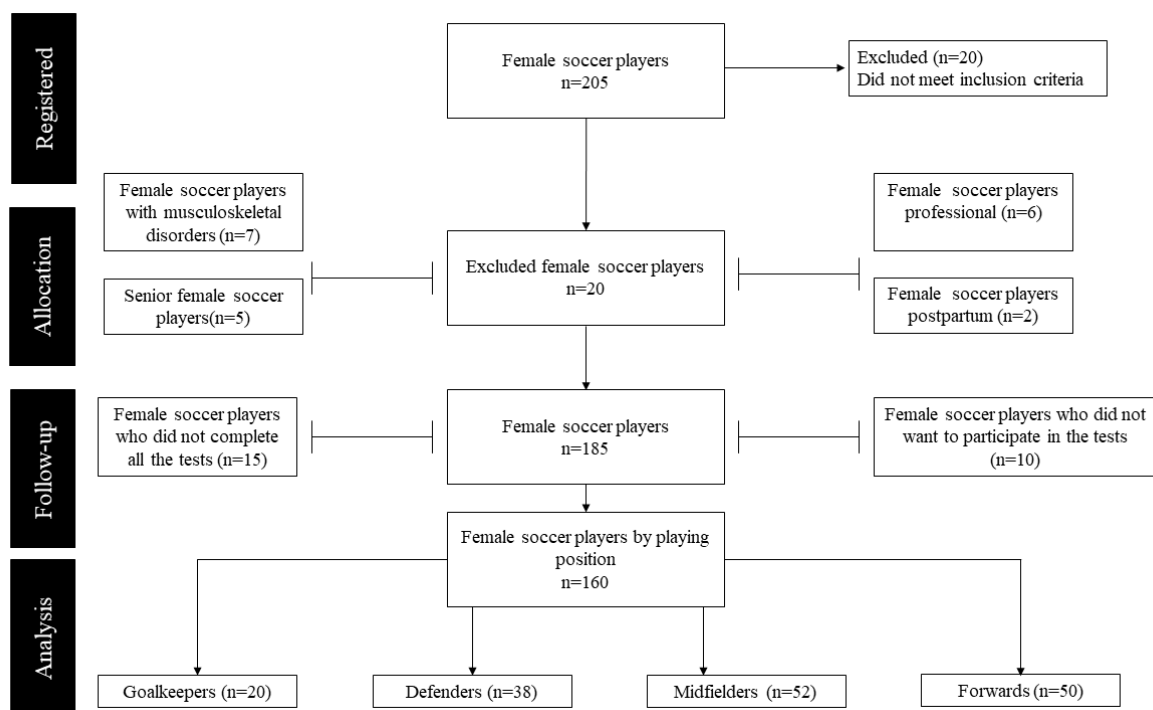 Registered
Female soccer players
n=205
Excluded (n=20)
Did not meet inclusion criteria
Allocation
Female soccer players
with musculoskeletal
disorders (n=7)
Female soccer players
professional (n=6)
Excluded female soccer players
n=20
Senior female soccer
players(n=5)
Female soccer players
postpartum (n=2)
Follow-up
Female soccer players
who did not complete
all the tests (n=15)
Female soccer players
n=185
Female soccer players who did not
want to participate in the tests
(n=10)
Analysis
Female soccer players by playing
position
n=160
Goalkeepers (n=20)
Defenders (n=38)
Midfielders (n=52)
Forwards (n=50)